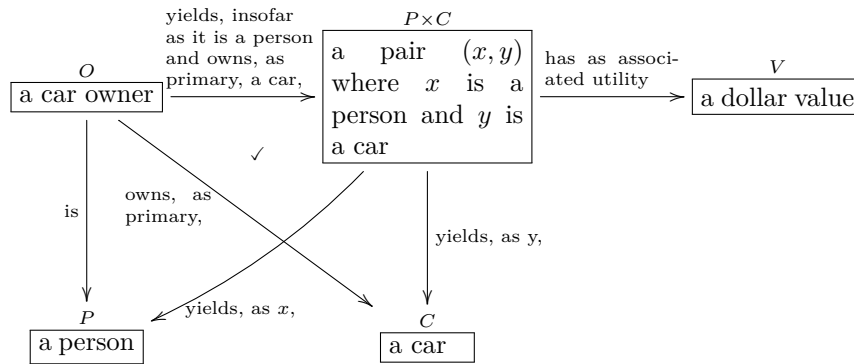 yields, insofar
as it is a person
and owns, as
primary, a car,
O
a car owner
P×C
a pair (x, y)
where x is a
person and y is
a car
has as associ-
ated utility
V
a dollar value
✓
is
owns, as
primary,
yields, as x,
yields, as y,
P
a person
C
a car